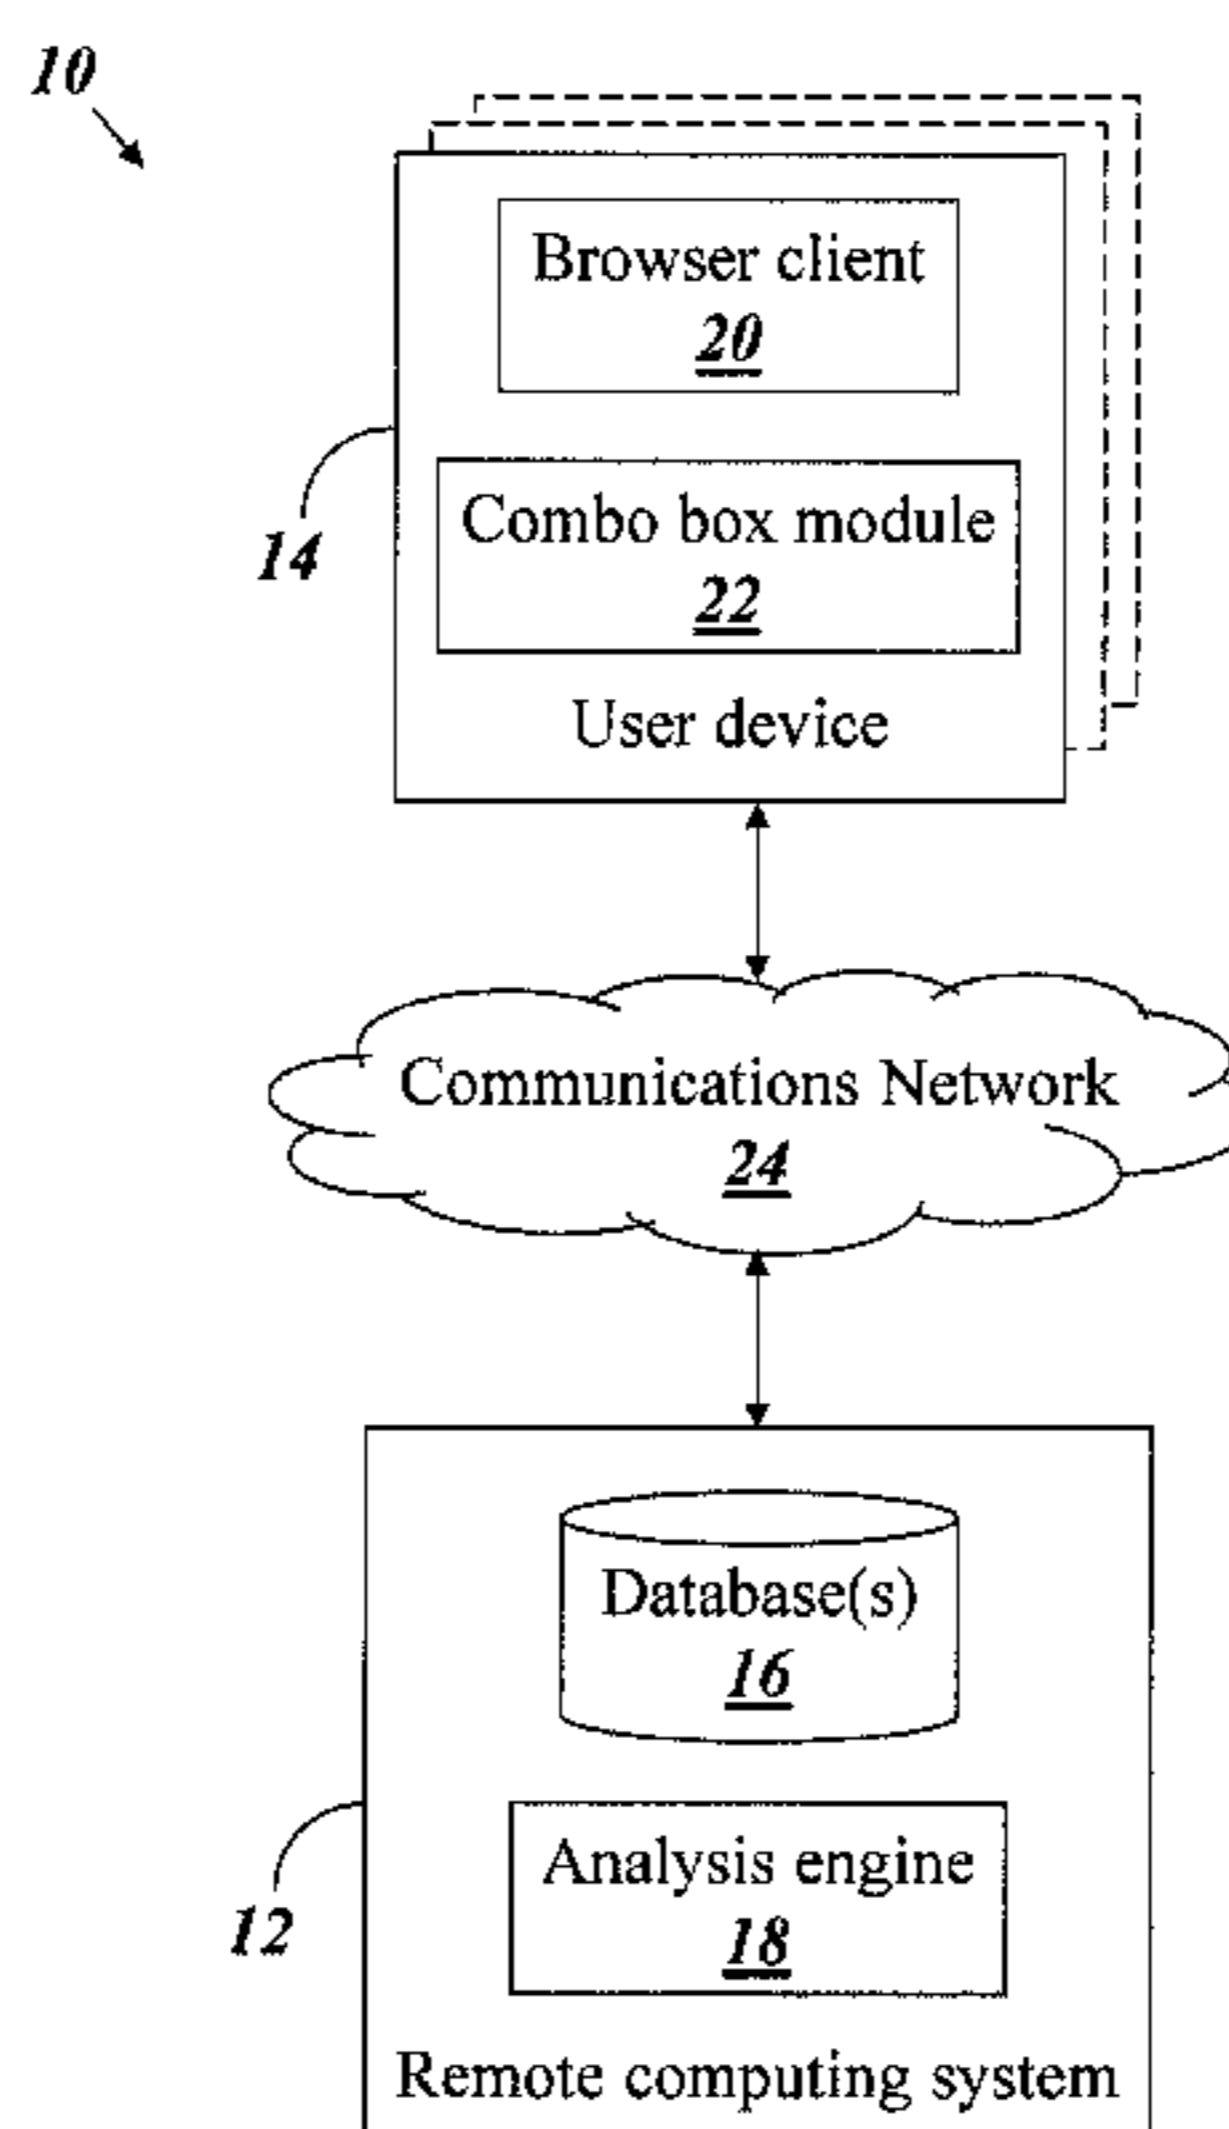 10
Browser client
20
Combo box module
22
14
User device
Communications Network
24
Database(s)
16
Analysis engine
18
12
Remote computing system